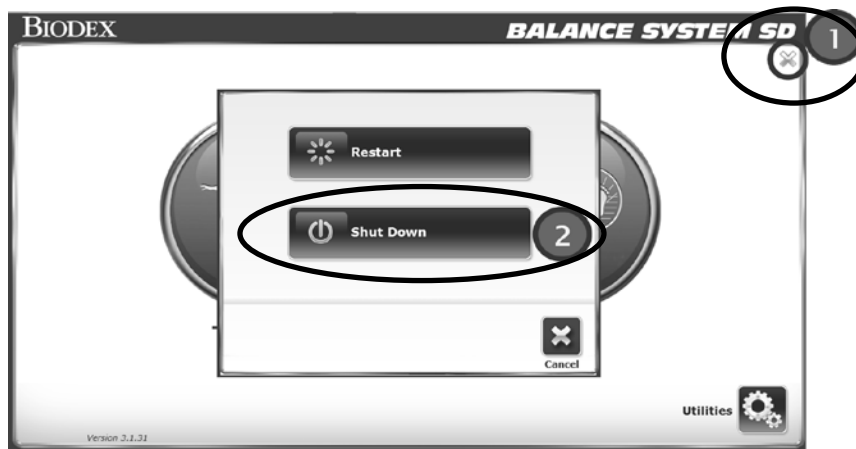 BIODEX
BALANCE SYSTEM SD
1
Restart
Shut Down
2
Cancel
Utilities
Version 3.1.31